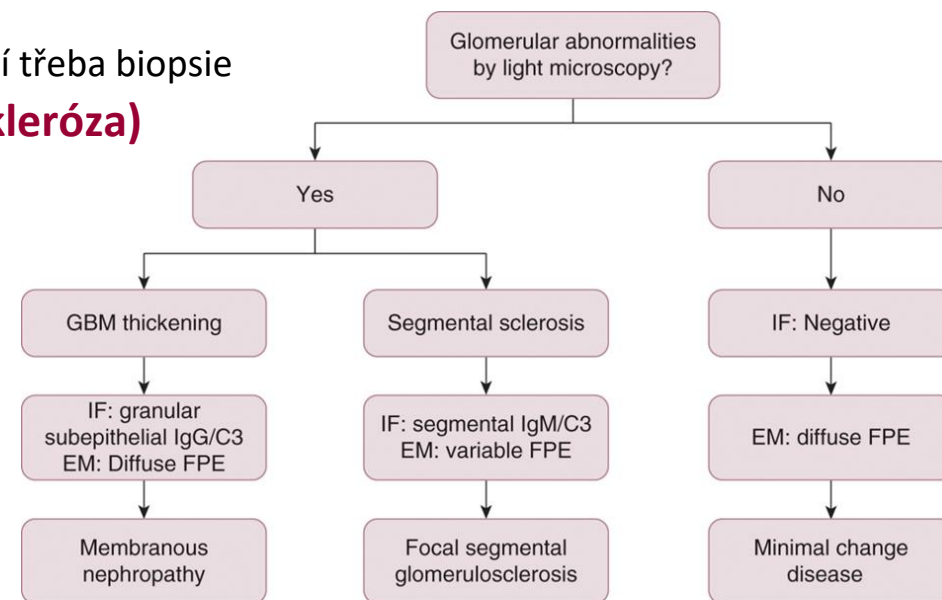 í třeba biopsie
kleróza)
Glomerular abnormalities
by light microscopy?
Yes
No
GBM thickening
Segmental sclerosis
IF: Negative
IF: granular
subepithelial IgG/C3
EM: Diffuse FPE
IF: segmental IgM/C3
EM: variable FPE
EM: diffuse FPE
Membranous
nephropathy
Focal segmental
glomerulosclerosis
Minimal change
disease